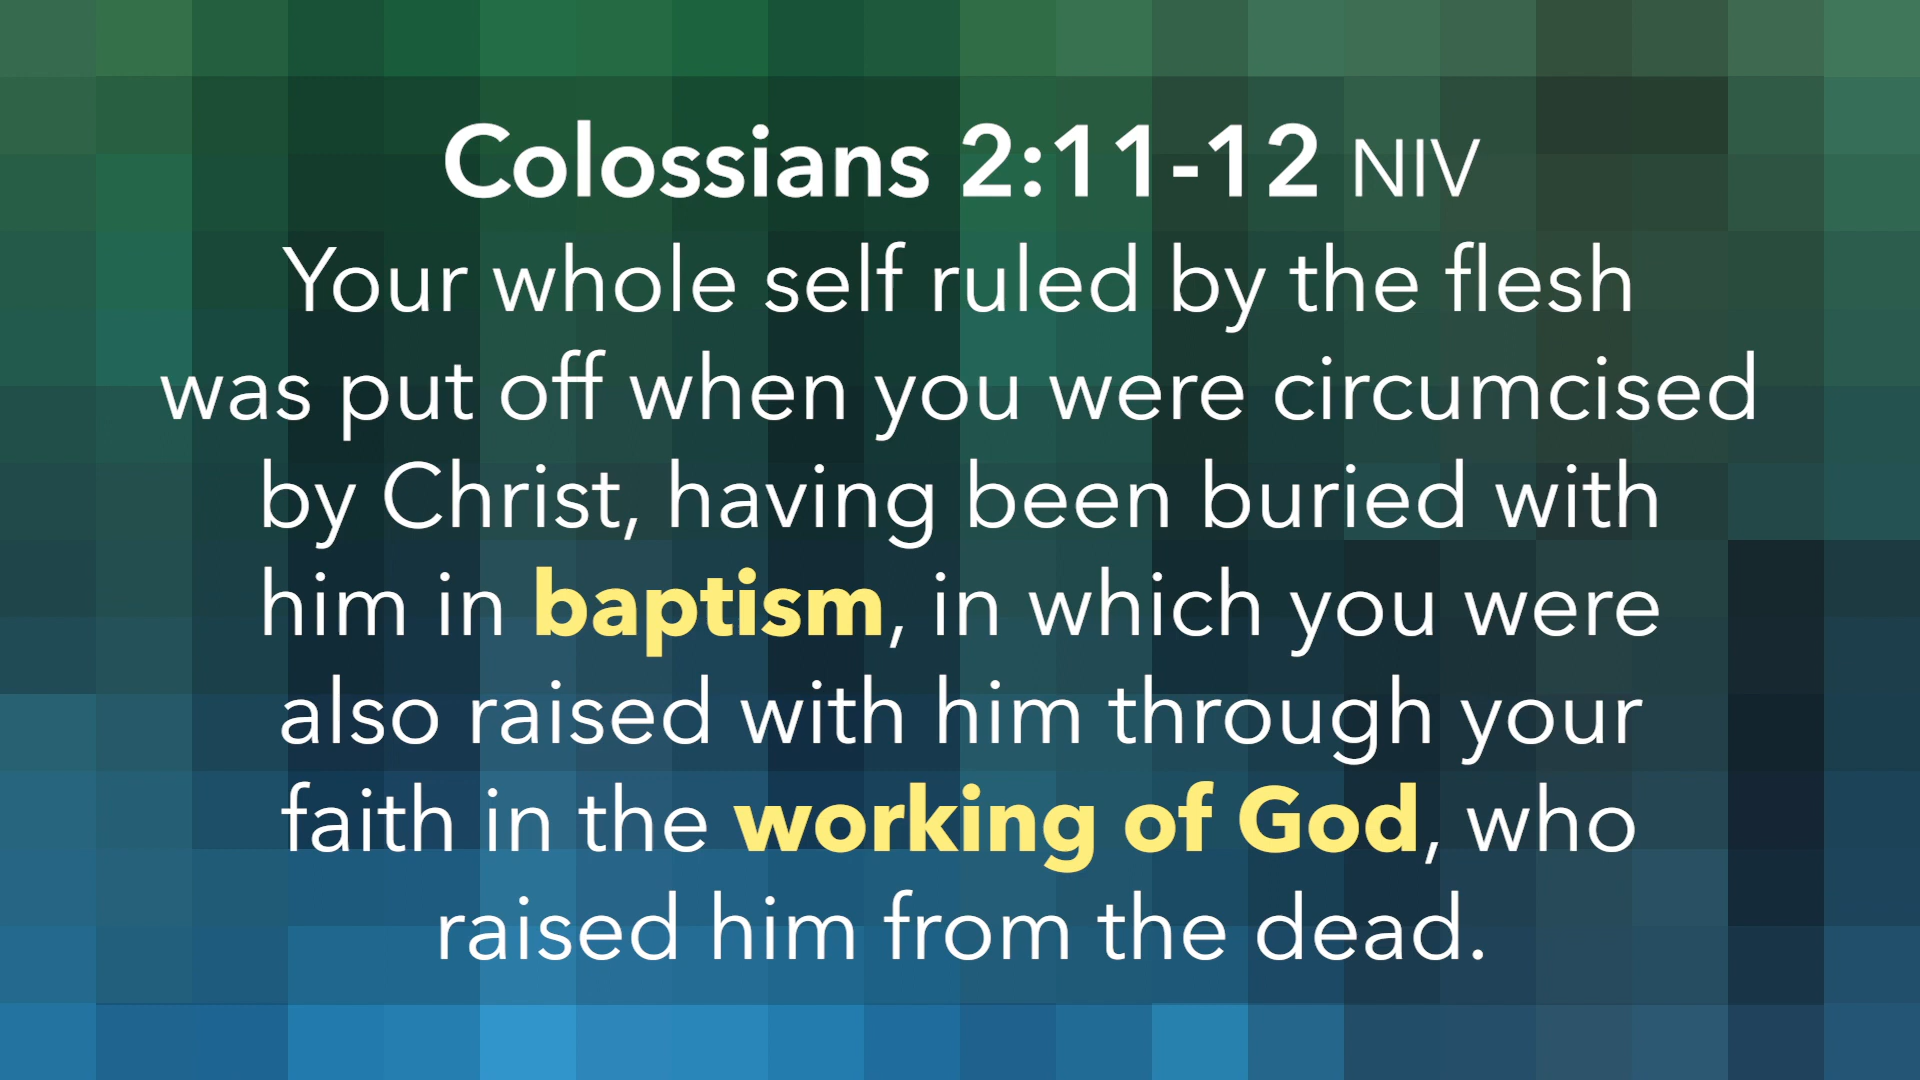 Colossians 2:11-12 NIV
Your whole self ruled by the flesh
was put off when you were circumcised
by Christ, having been buried with
him in baptism, in which you were
also raised with him through your
faith in the working of God, who
raised him from the dead.